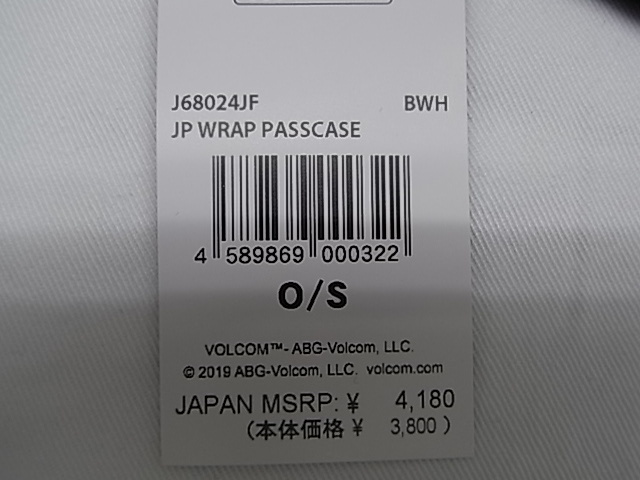 J68024JF BWH
JP WRAP PASSCASE
4 589869 000322
O/S
VOLCOM™- ABG-Volcom, LLC.
© 2019 ABG-Volcom, LLC. volcom.com
JAPAN MSRP: ¥ 4,180
(本体価格 ¥ 3,800 )